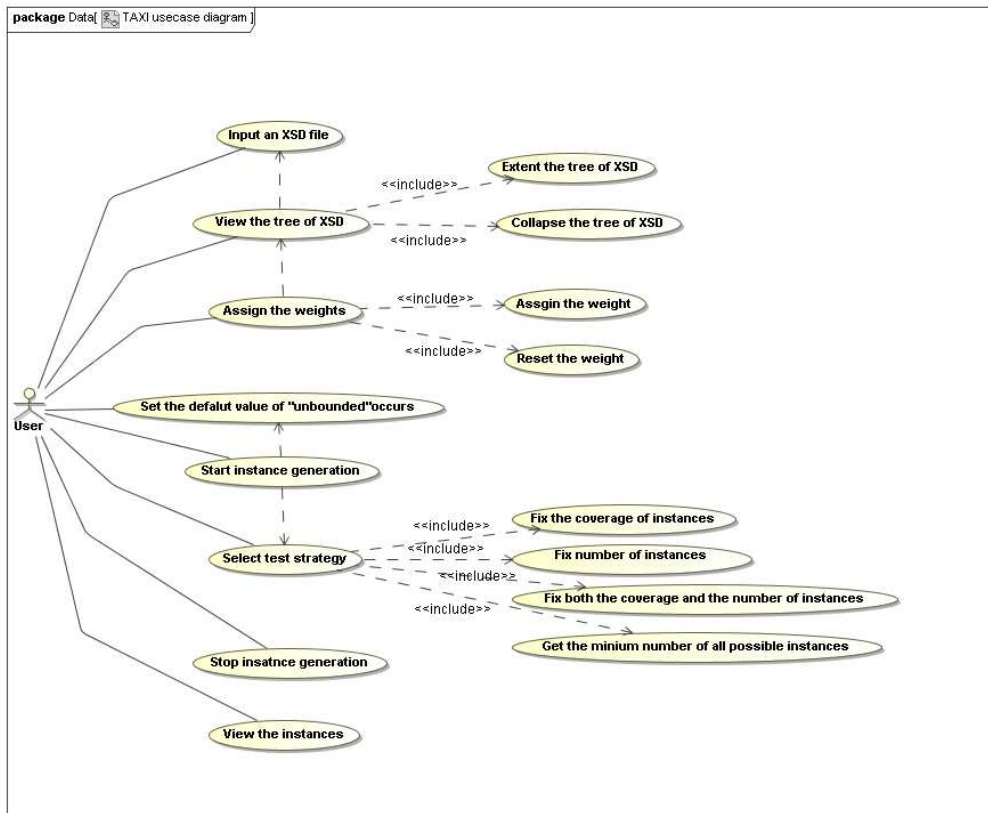 package Data[ TAXI usecase diagram ]
Input an XSD file
Extent the tree of XSD
<<include>>
View the tree of XSD
Collapse the tree of XSD
<<include>>
Assign the weights
<<include>>
Assgin the weight
<<include>>
Reset the weight
User
Set the defalut value of "unbounded"occurs
Start instance generation
Fix the coverage of instances
<<include>>
Select test strategy
<<include>>
Fix number of instances
<<include>>
Fix both the coverage and the number of instances
<<include>>
Get the minium number of all possible instances
Stop insatnce generation
View the instances